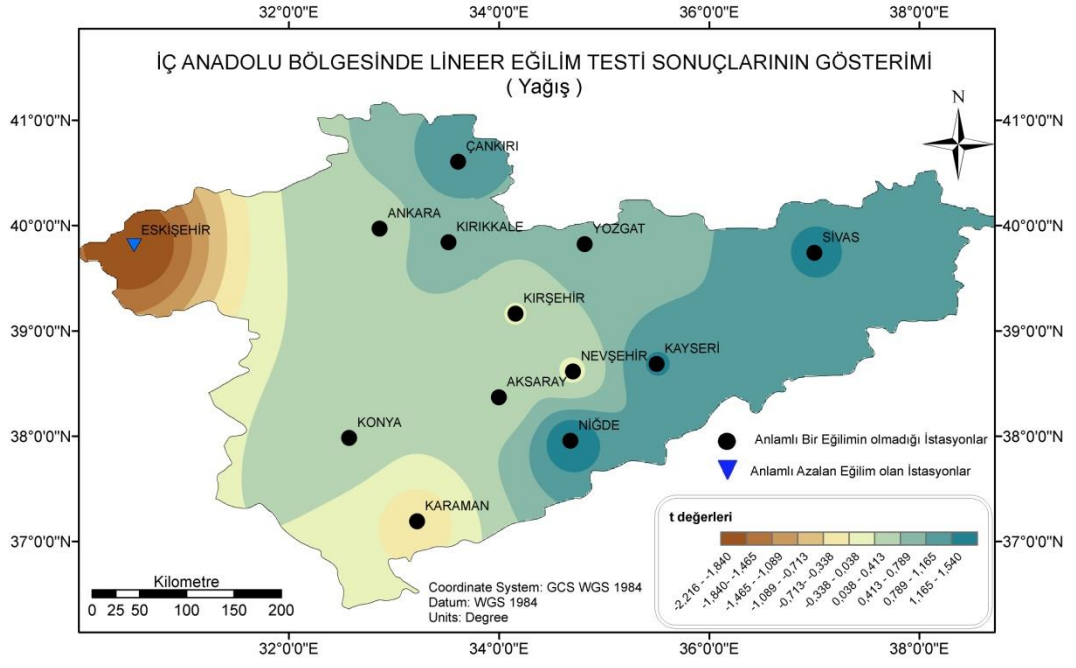 32°0'0"E 34°0'0"E 36°0'0"E 38°0'0"E
İÇ ANADOLU BÖLGESİNDE LİNEER EĞİLİM TESTİ SONUÇLARININ GÖSTERİMİ
( Yağış )
N
41°0'0"N 41°0'0"N
ÇANKIRI
40°0'0"N 40°0'0"N
ESKİŞEHİR
ANKARA
KIRIKKALE
YOZGAT
SİVAS
KIRŞEHİR
39°0'0"N 39°0'0"N
NEVŞEHİR
KAYSERİ
AKSARAY
KONYA
NİĞDE
38°0'0"N 38°0'0"N
Anlamlı Bir Eğilimin olmadığı İstasyonlar
Anlamlı Azalan Eğilim olan İstasyonlar
KARAMAN
37°0'0"N 37°0'0"N
t değerleri
-2,216 - -1,840
-1,840- -1,465
-1,465 - -1,089
-1,089 - -0,713
-0,713- -0,338
-0,338 - 0,038
0,038 - 0,413
0,413 - 0,789
0,789 - 1,165
1,165 - 1,540
Kilometre
0 25 50 100 150 200
Coordinate System: GCS WGS 1984
Datum: WGS 1984
Units: Degree
32°0'0"E 34°0'0"E 36°0'0"E 38°0'0"E